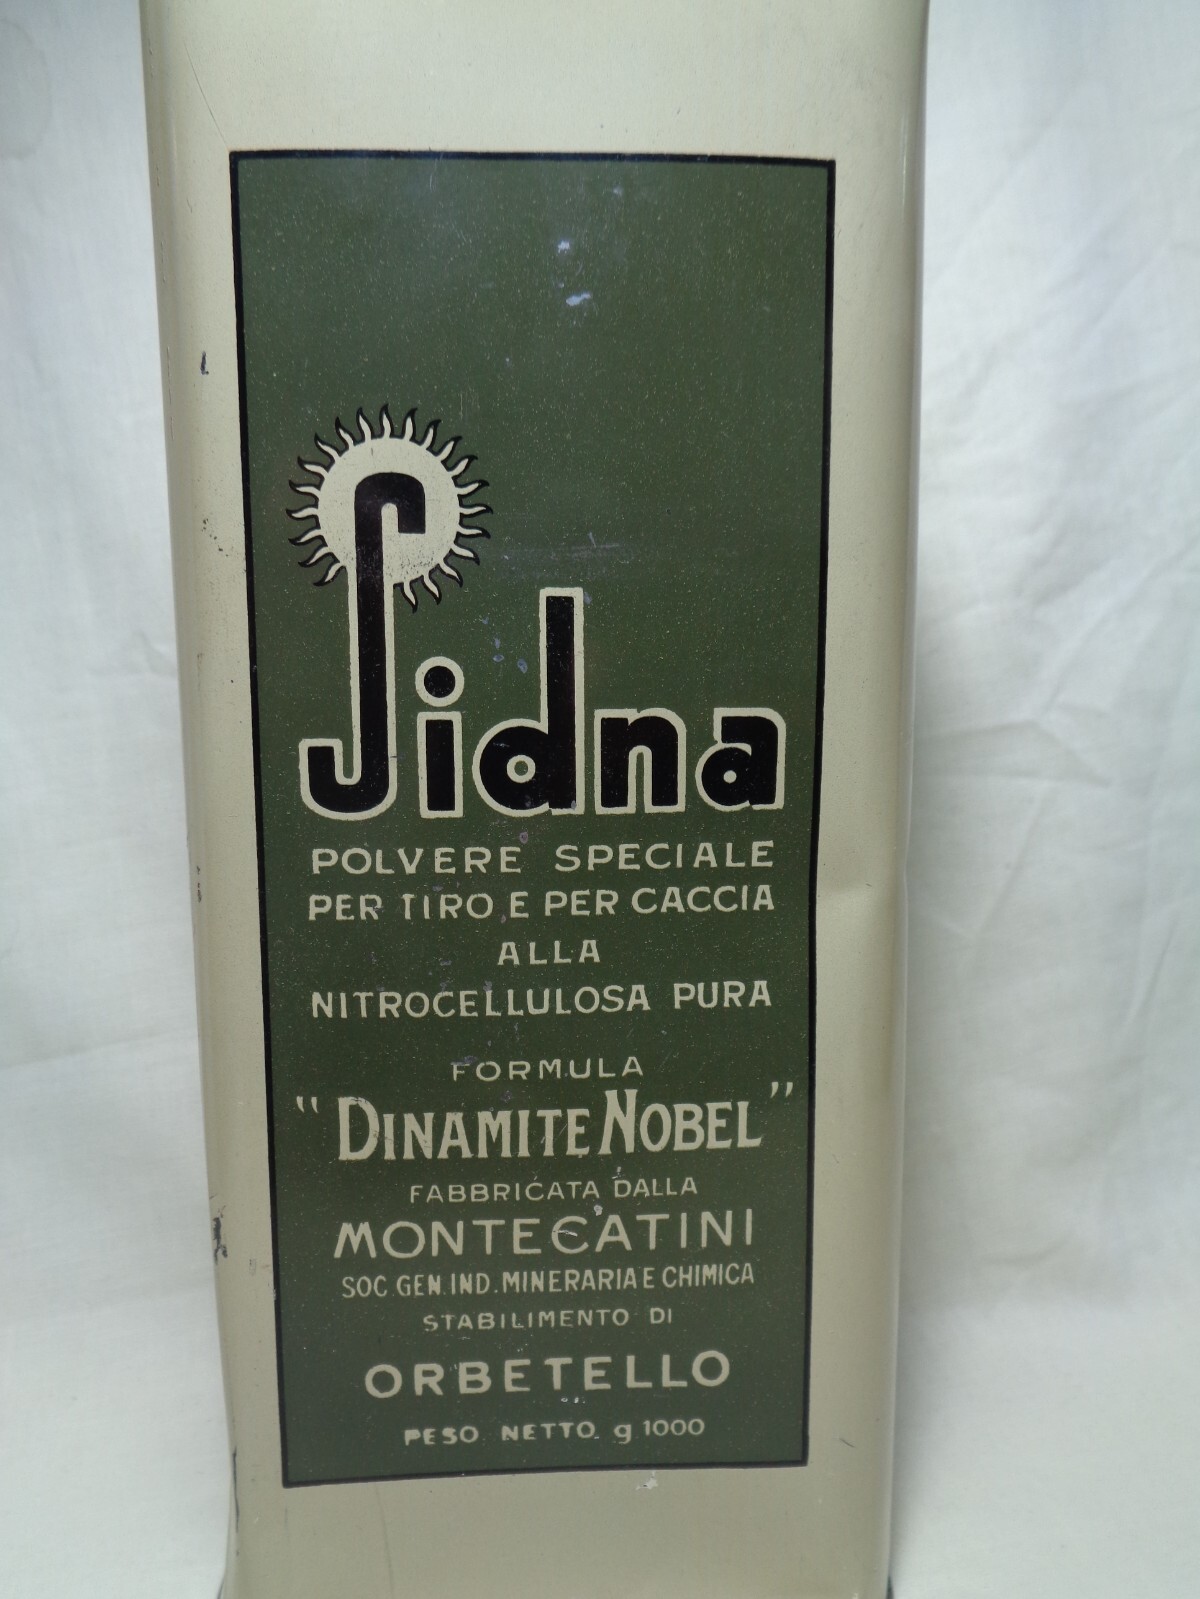 Sidna
POLVERE SPECIALE
PER TIRO E PER CACCIA
ALLA
NITROCELLULOSA PURA
FORMULA
"DINAMITE NOBEL"
FABBRICATA DALLA
MONTECATINI
SOC. GEN. IND. MINERARIA E CHIMICA
STABILIMENTO DI
ORBETELLO
PESO NETTO g 1000